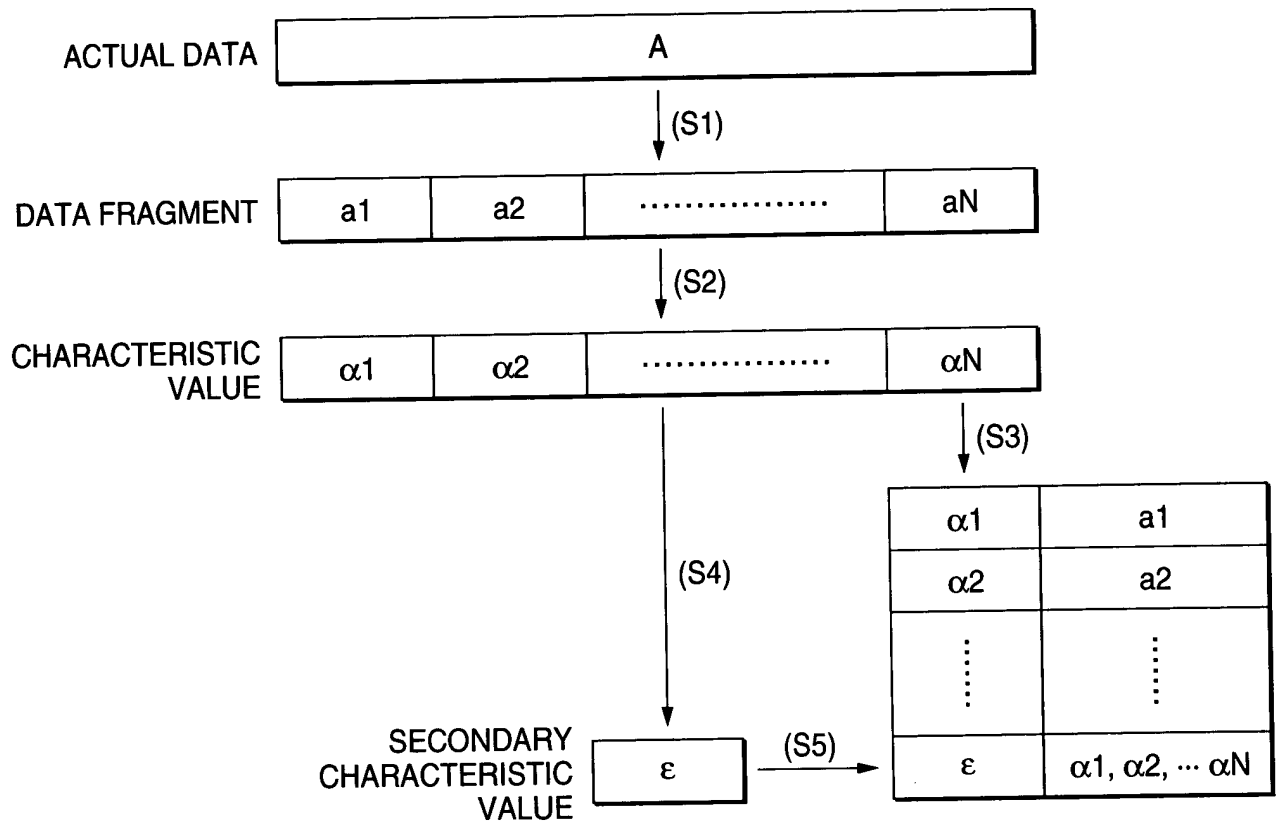 ACTUAL DATA
A
(S1)
DATA FRAGMENT
a1 a2 ................. aN
(S2)
CHARACTERISTIC
VALUE
α1 α2 ................. αN
(S3)
α1 a1
(S4)
α2 a2
...... ......
SECONDARY
CHARACTERISTIC
VALUE
ε
(S5)
ε α1, α2, ··· αN